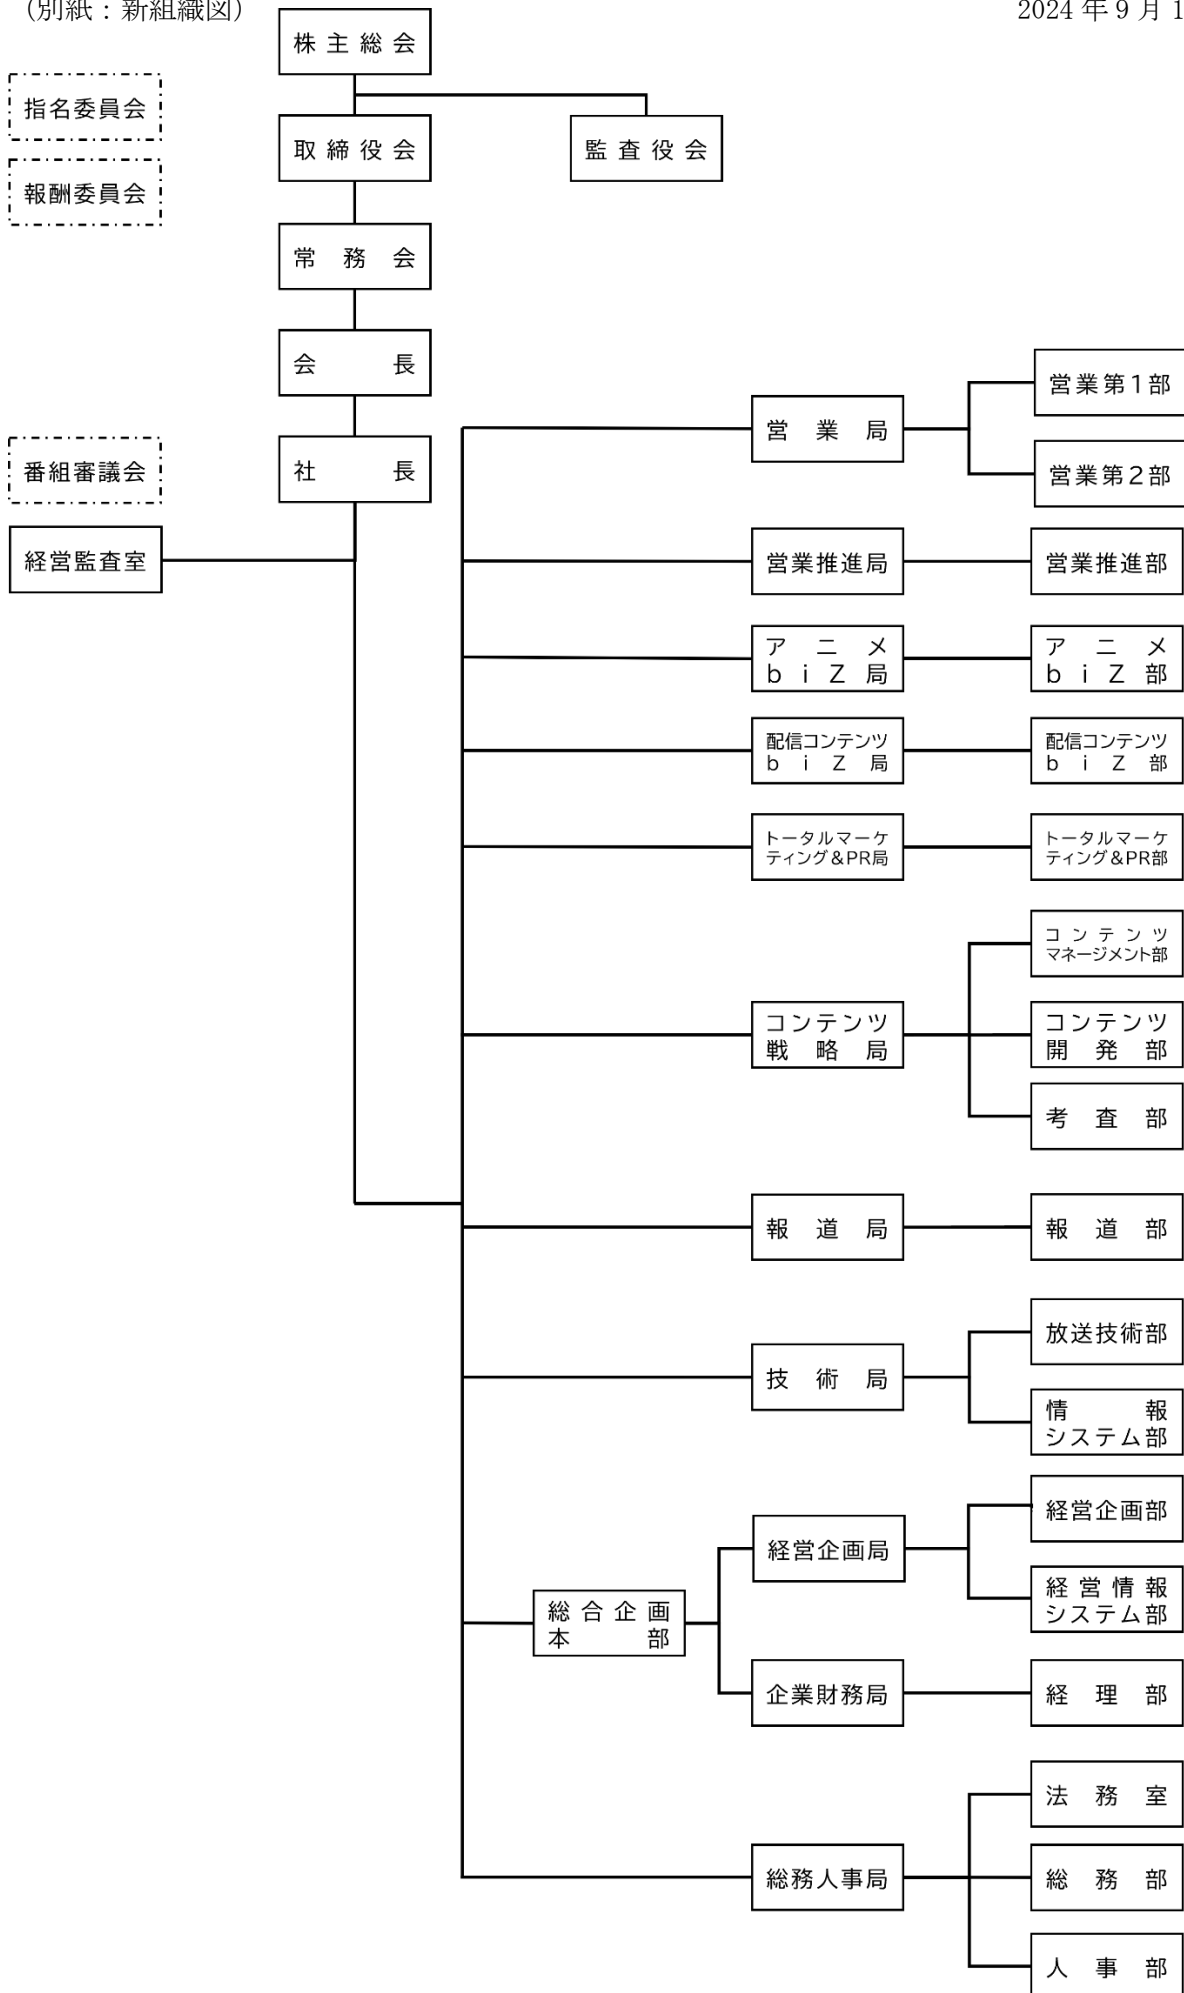 （別紙：新組織図）
2024 年 9 月 1
株主総会
指名委員会
取締役会
監査役会
報酬委員会
常務会
会長
営業第1部
営業局
番組審議会
社長
営業第2部
経営監査室
営業推進局
営業推進部
アニメ
biZ局
アニメ
biZ部
配信コンテンツ
biZ局
配信コンテンツ
biZ部
トータルマーケ
ティング＆PR局
トータルマーケ
ティング＆PR部
コンテンツ
マネージメント部
コンテンツ
戦略局
コンテンツ
開発部
考査部
報道局
報道部
放送技術部
技術局
情報
システム部
経営企画部
経営企画局
経営情報
システム部
総合企画
本部
企業財務局
経理部
法務室
総務人事局
総務部
人事部